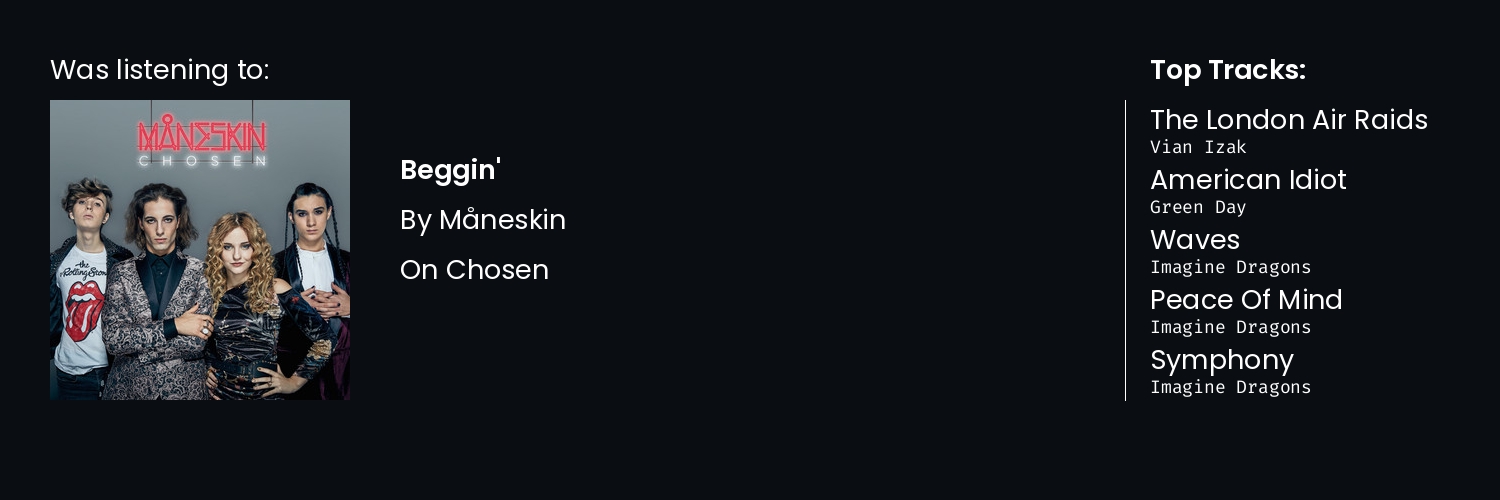 Was listening to:
MÅNESKIN
CHOSEN
the
Rolling Stones
Beggin'
By Måneskin
On Chosen
Top Tracks:
The London Air Raids
Vian Izak
American Idiot
Green Day
Waves
Imagine Dragons
Peace Of Mind
Imagine Dragons
Symphony
Imagine Dragons